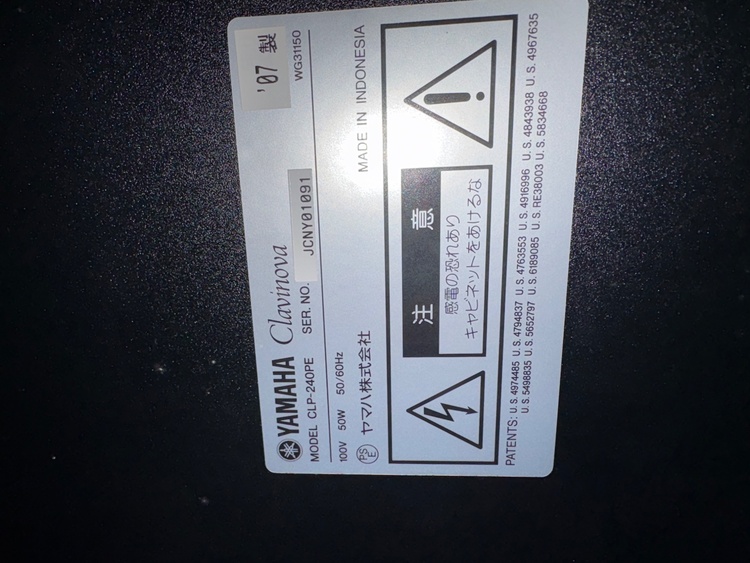 YAMAHA Clavinova
'07 製
MODEL CLP-240PE
SER. NO. JCNY01091
WG31150
100V 50W 50/60Hz
PS
E
ヤマハ株式会社
MADE IN INDONESIA
注 意
感電の恐れあり
キャビネットをあけるな
PATENTS: U. S. 4974485 U. S. 4794837 U. S. 4763553 U. S. 4916996 U. S. 4843938 U. S. 4967635
U. S. 5498835 U. S. 5652797 U. S. 6189085 U. S. RE38003 U. S. 5834668